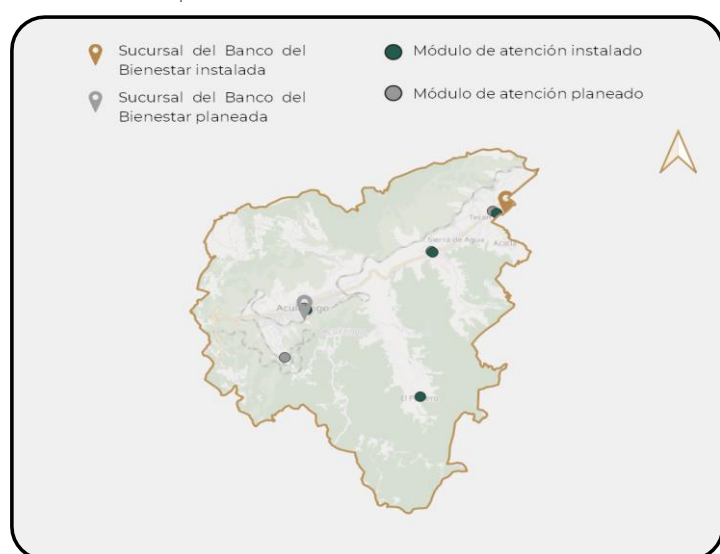 Sucursal del Banco del
Bienestar instalada
Sucursal del Banco del
Bienestar planeada
Módulo de atención instalado
Módulo de atención planeado
Sierra de Agua